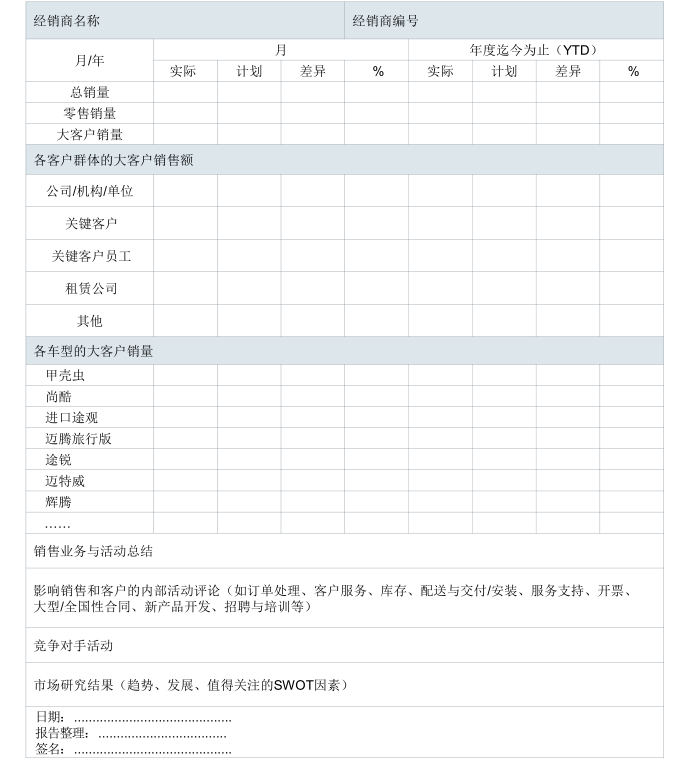 经销商名称 经销商编号
月/年 月 年度迄今为止（YTD）
实际 计划 差异 % 实际 计划 差异 %
总销量
零售销量
大客户销量
各客户群体的大客户销售额
公司/机构/单位
关键客户
关键客户员工
租赁公司
其他
各车型的大客户销量
甲壳虫
尚酷
进口途观
迈腾旅行版
途锐
迈特威
辉腾
……
销售业务与活动总结
影响销售和客户的内部活动评论（如订单处理、客户服务、库存、配送与交付/安装、服务支持、开票、
大型/全国性合同、新产品开发、招聘与培训等）
竞争对手活动
市场研究结果（趋势、发展、值得关注的SWOT因素）
日期： ...........................................
报告整理： ...................................
签名： ...........................................